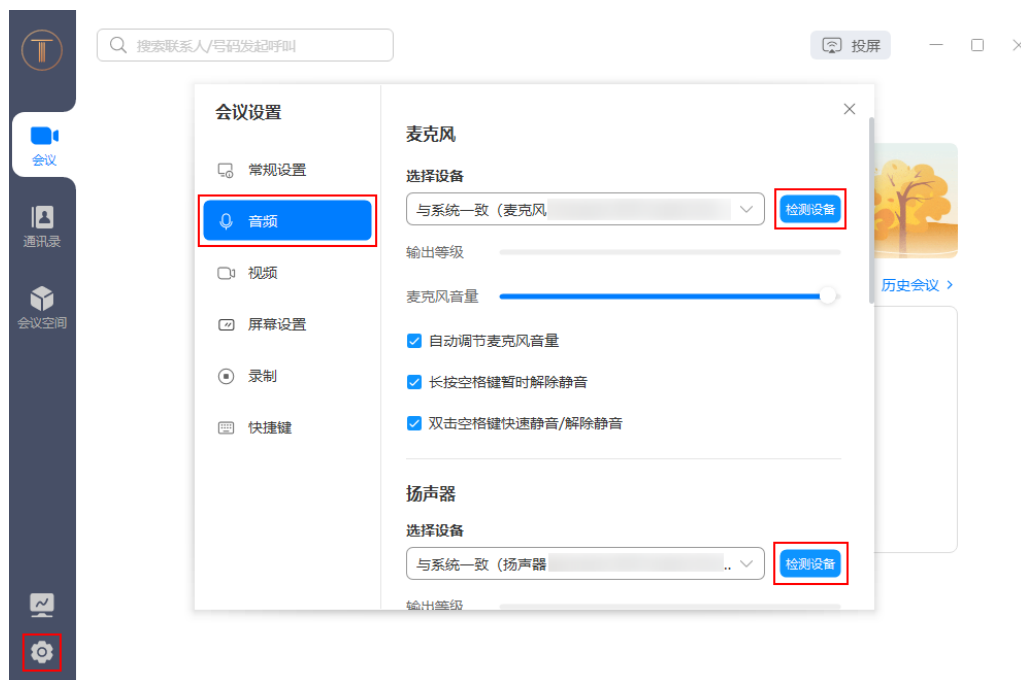 搜索联系人/号码发起呼叫
投屏
会议
通讯录
会议空间
会议设置
常规设置
音频
视频
屏幕设置
录制
快捷键
麦克风
选择设备
与系统一致（麦克风
检测设备
输出等级
麦克风音量
自动调节麦克风音量
长按空格键暂时解除静音
双击空格键快速静音/解除静音
扬声器
选择设备
与系统一致（扬声器 ..
检测设备
输出等级
历史会议 >